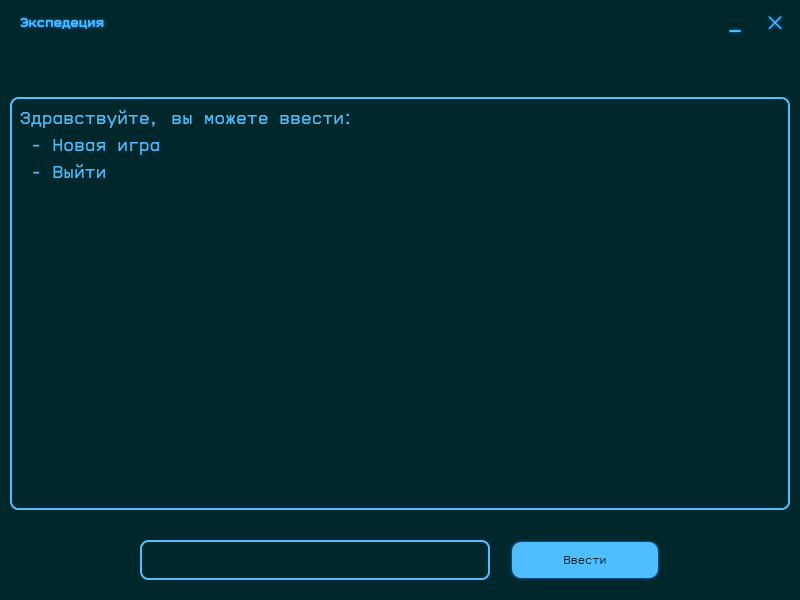 Экспедеция
Здравствуйте, вы можете ввести:
- Новая игра
- Выйти
Ввести